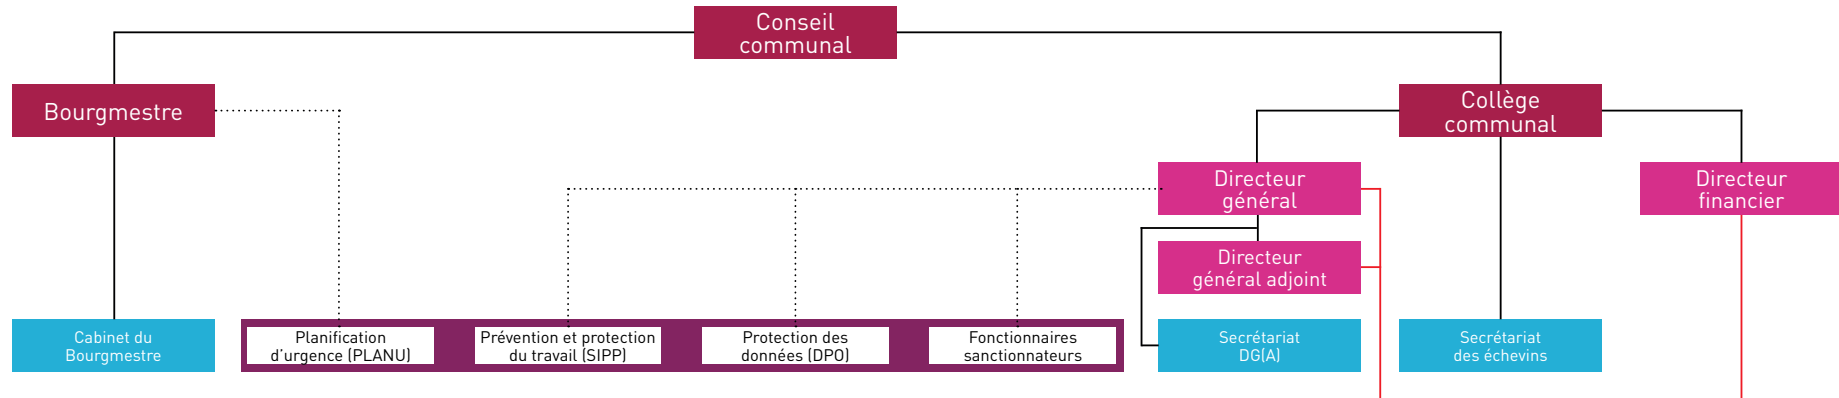 Conseil
communal
Bourgmestre
Collège
communal
Directeur
général
Directeur
financier
Directeur
général adjoint
Cabinet du
Bourgmestre
Planification
d'urgence (PLANU)
Prévention et protection
du travail (SIPP)
Protection des
données (DPO)
Fonctionnaires
sanctionnateurs
Secrétariat
DG(A)
Secrétariat
des échevins